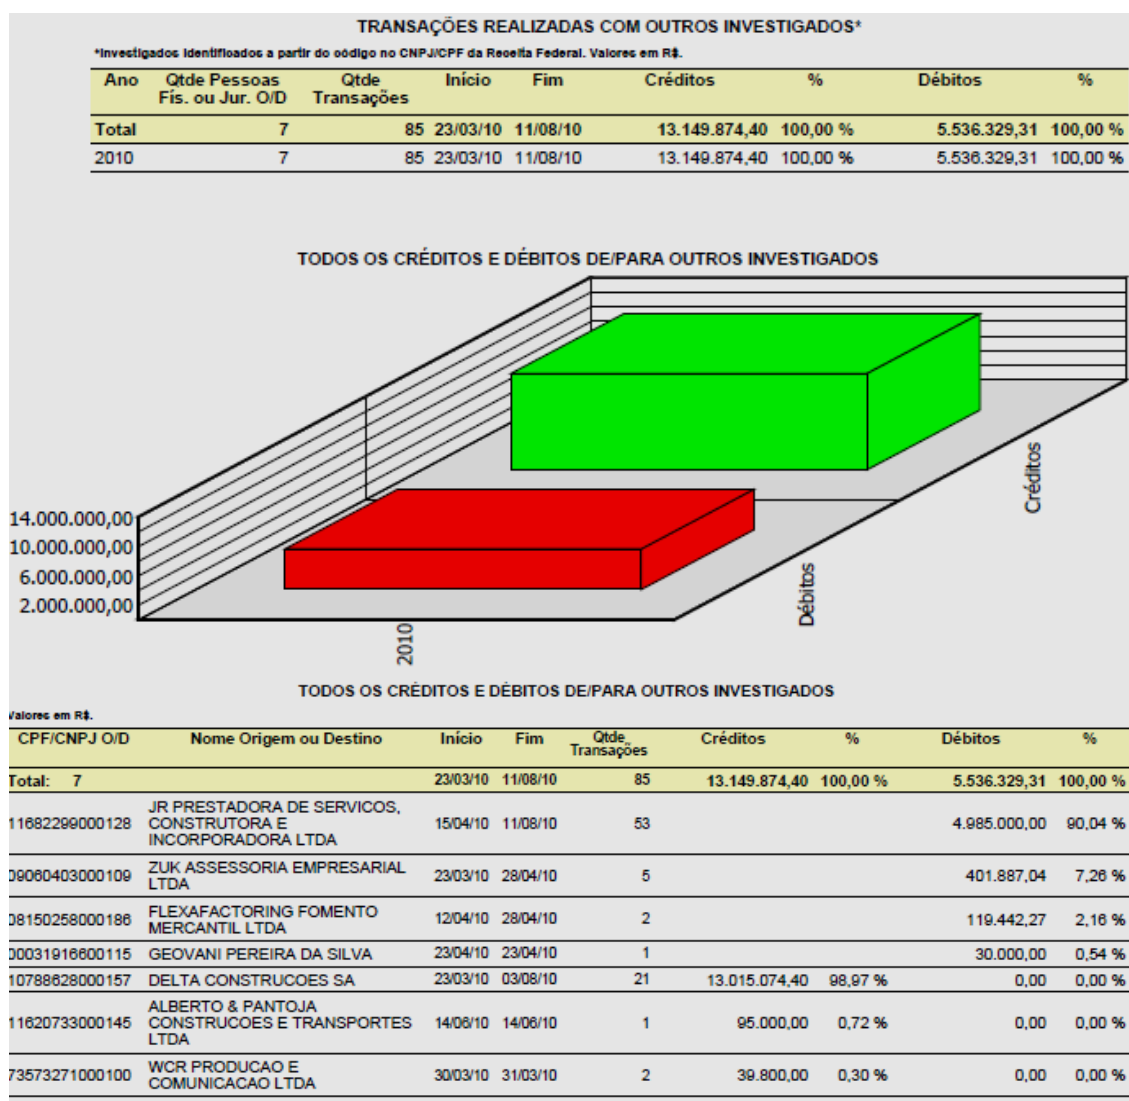 TRANSAÇÕES REALIZADAS COM OUTROS INVESTIGADOS*
*Investigados Identificados a partir do código no CNPJ/CPF da Receita Federal. Valores em R$.
Ano Qtde Pessoas Fís. ou Jur. O/D Qtde Transações Início Fim Créditos % Débitos %
Total 7 85 23/03/10 11/08/10 13.149.874,40 100,00 % 5.536.329,31 100,00 %
2010 7 85 23/03/10 11/08/10 13.149.874,40 100,00 % 5.536.329,31 100,00 %
TODOS OS CRÉDITOS E DÉBITOS DE/PARA OUTROS INVESTIGADOS
14.000.000,00
10.000.000,00
6.000.000,00
2.000.000,00
2010
Débitos
Créditos
TODOS OS CRÉDITOS E DÉBITOS DE/PARA OUTROS INVESTIGADOS
Valores em R$.
CPF/CNPJ O/D Nome Origem ou Destino Início Fim Qtde Transações Créditos % Débitos %
Total: 7 23/03/10 11/08/10 85 13.149.874,40 100,00 % 5.536.329,31 100,00 %
11682299000128 JR PRESTADORA DE SERVICOS, CONSTRUTORA E INCORPORADORA LTDA 15/04/10 11/08/10 53 4.985.000,00 90,04 %
09060403000109 ZUK ASSESSORIA EMPRESARIAL LTDA 23/03/10 28/04/10 5 401.887,04 7,26 %
08150258000186 FLEXAFACTORING FOMENTO MERCANTIL LTDA 12/04/10 28/04/10 2 119.442,27 2,16 %
00031916600115 GEOVANI PEREIRA DA SILVA 23/04/10 23/04/10 1 30.000,00 0,54 %
10788628000157 DELTA CONSTRUCOES SA 23/03/10 03/08/10 21 13.015.074,40 98,97 % 0,00 0,00 %
11620733000145 ALBERTO & PANTOJA CONSTRUCOES E TRANSPORTES LTDA 14/06/10 14/06/10 1 95.000,00 0,72 % 0,00 0,00 %
73573271000100 WCR PRODUCAO E COMUNICACAO LTDA 30/03/10 31/03/10 2 39.800,00 0,30 % 0,00 0,00 %